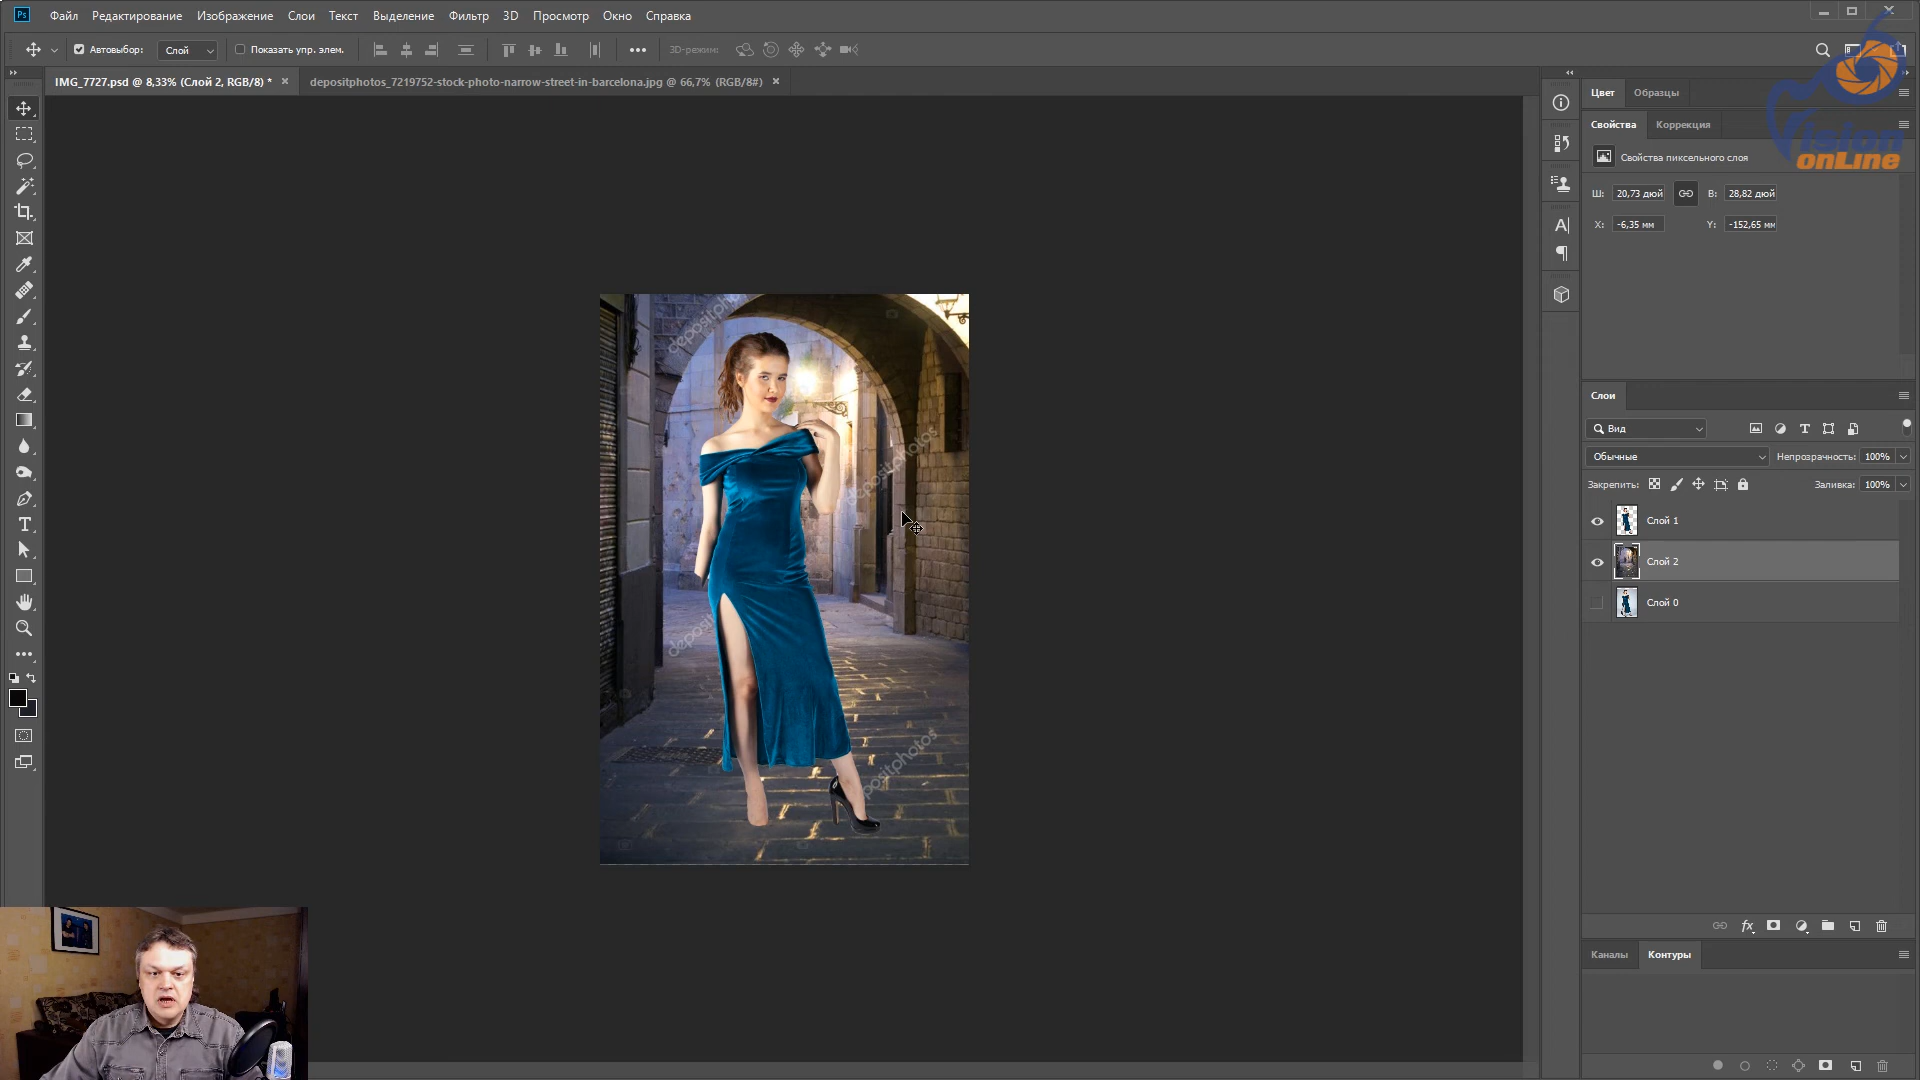 Ps Файл Редактирование Изображение Слои Текст Выделение Фильтр 3D Просмотр Окно Справка
Автовыбор: Слой Показать упр. элем. 3D-режим:
IMG_7727.psd @ 8,33% (Слой 2, RGB/8) * × depositphotos_7219752-stock-photo-narrow-street-in-barcelona.jpg @ 66,7% (RGB/8#) ×
Цвет Образцы
Свойства Коррекция
Vision
onLine
Свойства пиксельного слоя
Ш: 20,73 дюй В: 28,82 дюй
X: -6,35 мм Y: -152,65 мм
Слои
Вид
Обычные Непрозрачность: 100%
Закрепить: Заливка: 100%
Слой 1
Слой 2
Слой 0
Каналы Контуры
depositphotos
depositphotos